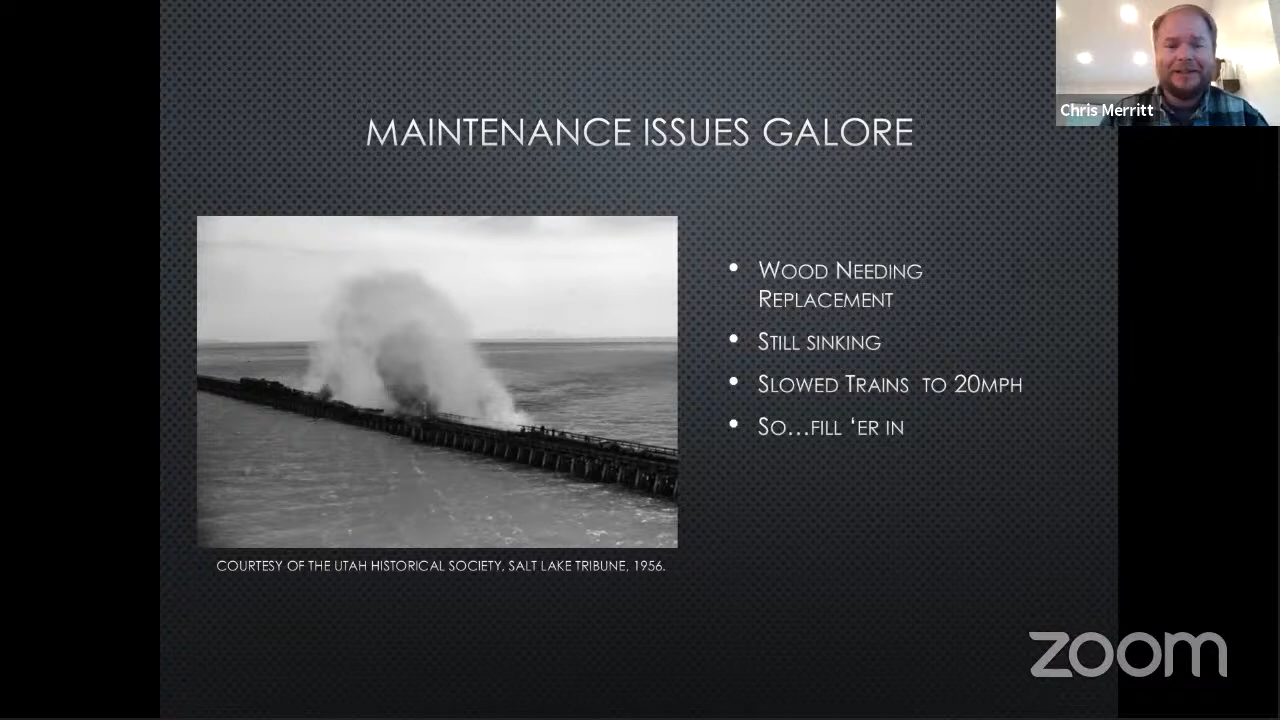 Chris Merritt
MAINTENANCE ISSUES GALORE
• WOOD NEEDING
REPLACEMENT
• STILL SINKING
• SLOWED TRAINS TO 20MPH
• SO...FILL ‘ER IN
COURTESY OF THE UTAH HISTORICAL SOCIETY, SALT LAKE TRIBUNE, 1956.
zoom